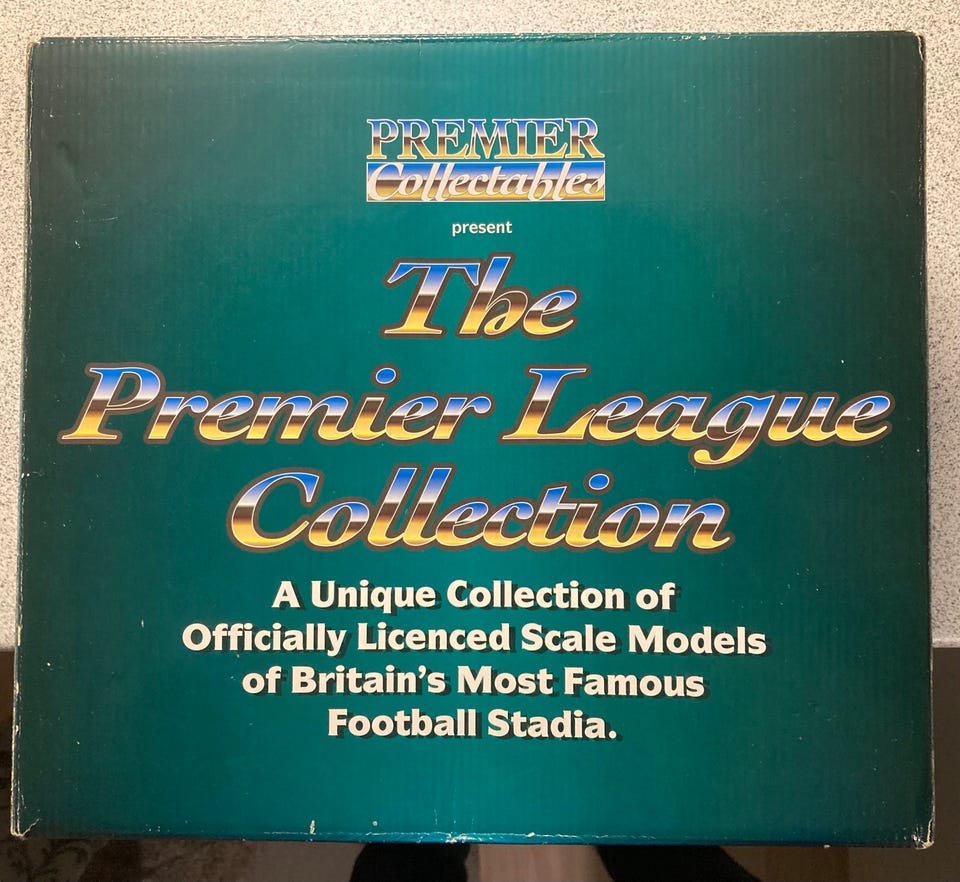 PREMIER
Collectables
present
The
Premier League
Collection
A Unique Collection of
Officially Licenced Scale Models
of Britain's Most Famous
Football Stadia.